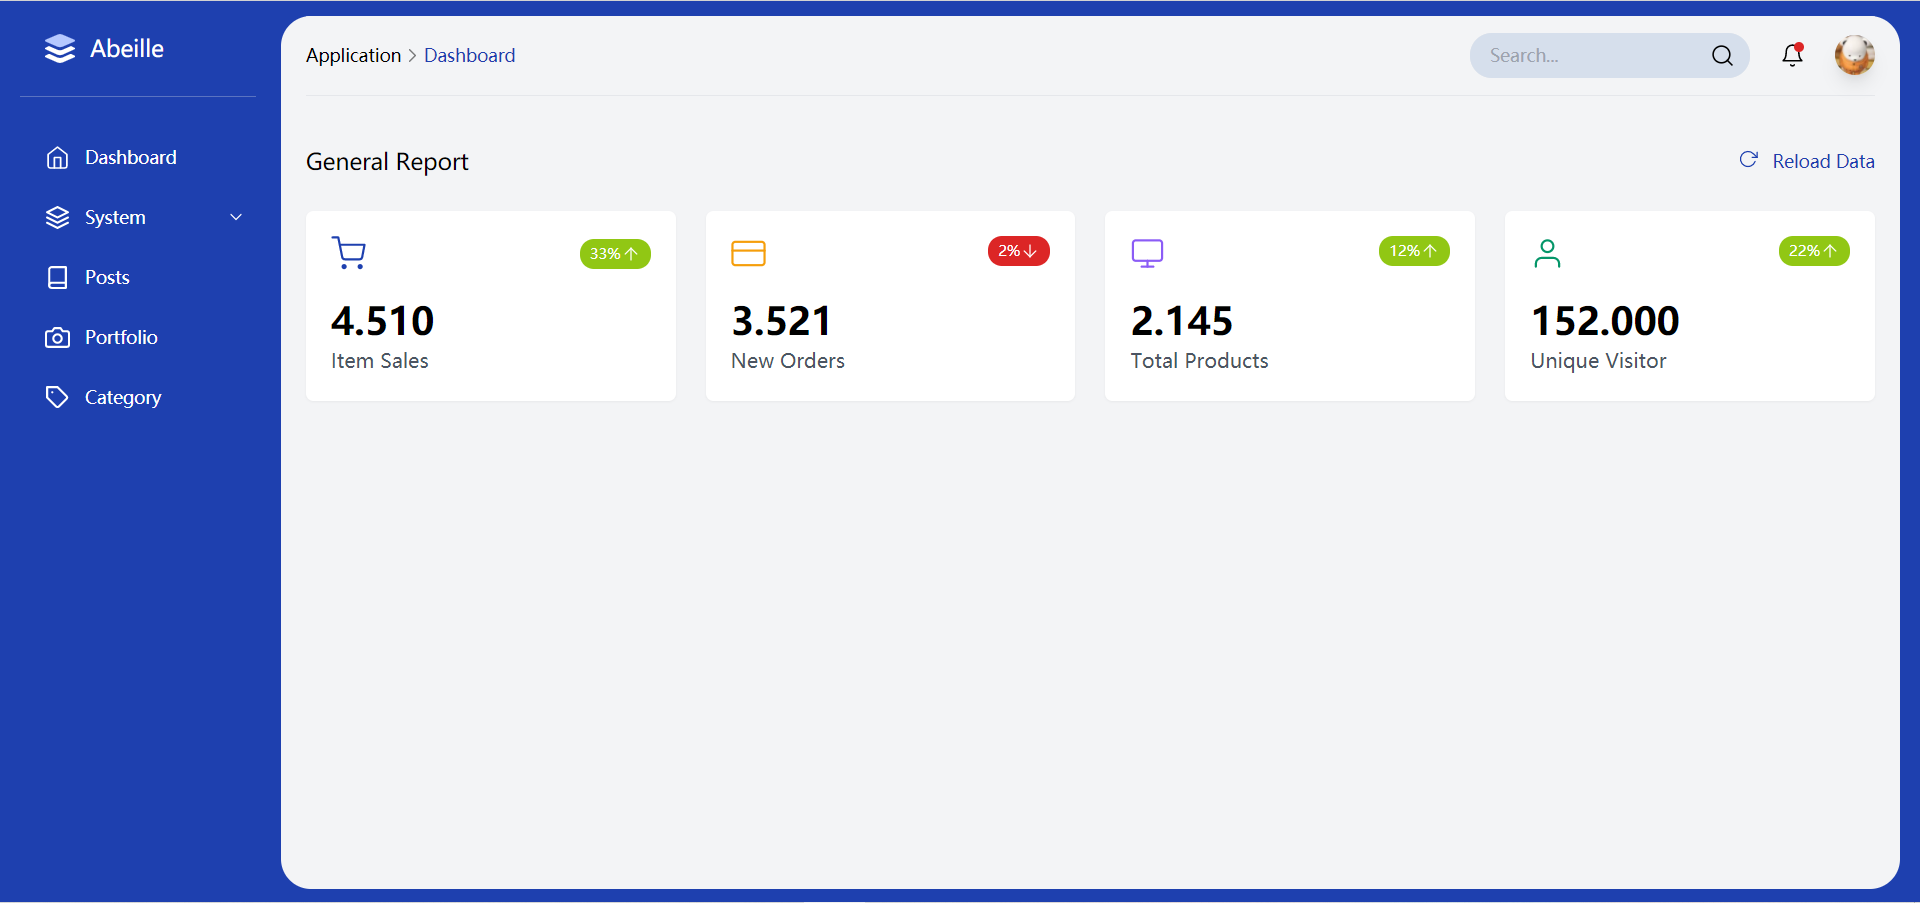 Abeille
Dashboard
System
Posts
Portfolio
Category
Application > Dashboard
Search...
General Report
Reload Data
33%
4.510
Item Sales
2%
3.521
New Orders
12%
2.145
Total Products
22%
152.000
Unique Visitor